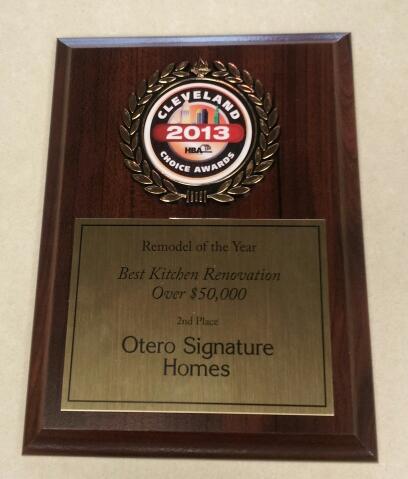 CLEVELAND
2013
HBA
CHOICE AWARDS
Remodel of the Year
Best Kitchen Renovation
Over $50,000
2nd Place
Otero Signature
Homes